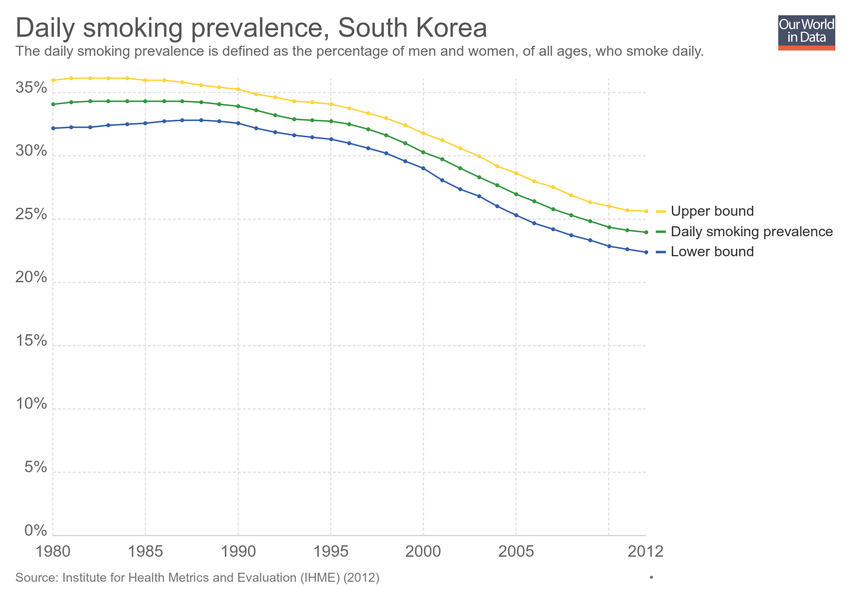 Daily smoking prevalence, South Korea
The daily smoking prevalence is defined as the percentage of men and women, of all ages, who smoke daily.
Our World
in Data
35%
30%
25%
20%
15%
10%
5%
0%
1980 1985 1990 1995 2000 2005 2012
Upper bound
Daily smoking prevalence
Lower bound
Source: Institute for Health Metrics and Evaluation (IHME) (2012)